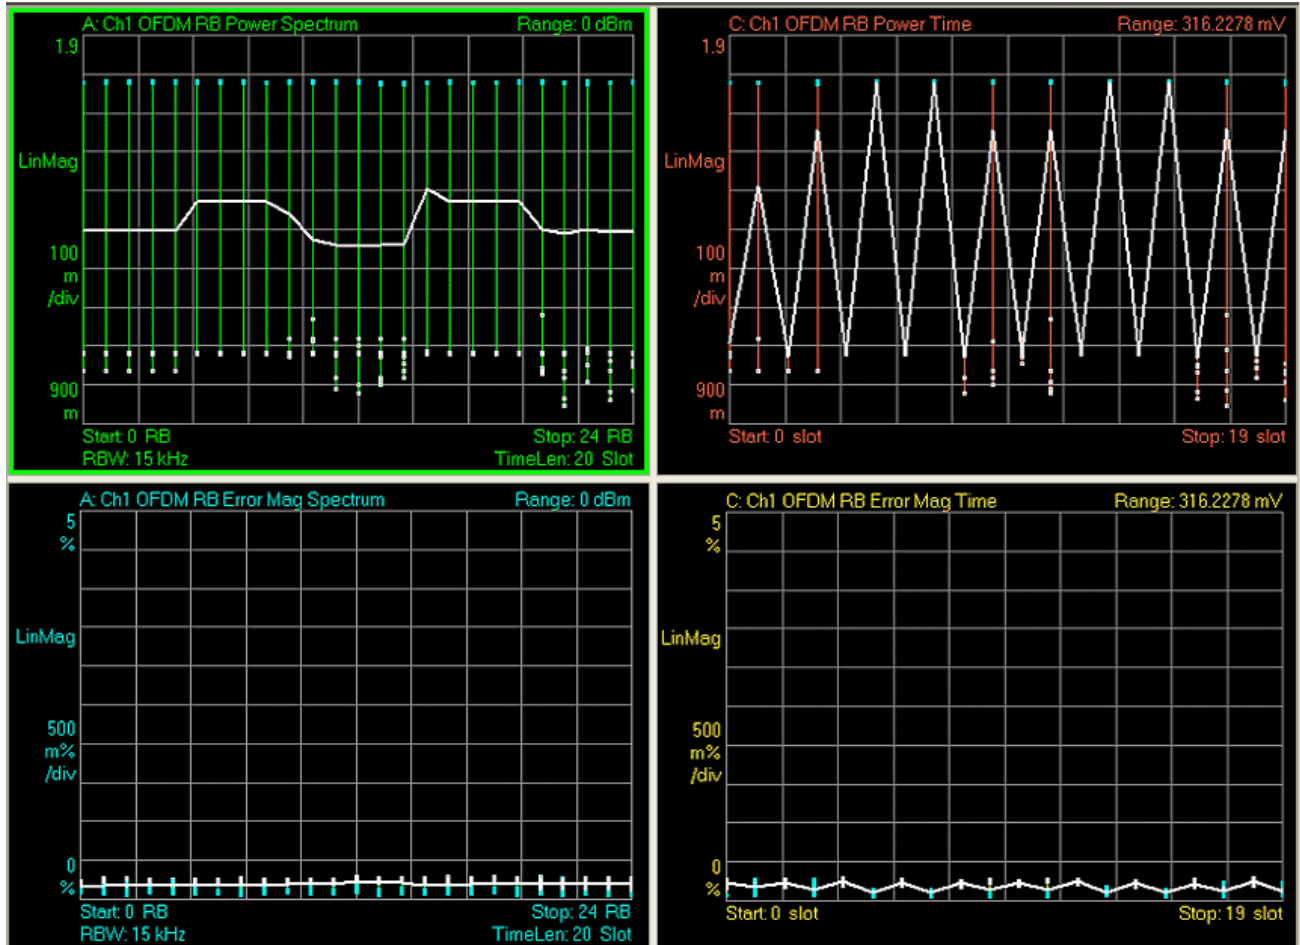 A: Ch1 OFDM RB Power Spectrum Range: 0 dBm
1.9
LinMag
100
m
/div
900
m
Start: 0 RB Stop: 24 RB
RBW: 15 kHz TimeLen: 20 Slot
C: Ch1 OFDM RB Power Time Range: 316.2278 mV
1.9
LinMag
100
m
/div
900
m
Start: 0 slot Stop: 19 slot
A: Ch1 OFDM RB Error Mag Spectrum Range: 0 dBm
5
%
LinMag
500
m%
/div
0
%
Start: 0 RB Stop: 24 RB
RBW: 15 kHz TimeLen: 20 Slot
C: Ch1 OFDM RB Error Mag Time Range: 316.2278 mV
5
%
LinMag
500
m%
/div
0
%
Start: 0 slot Stop: 19 slot